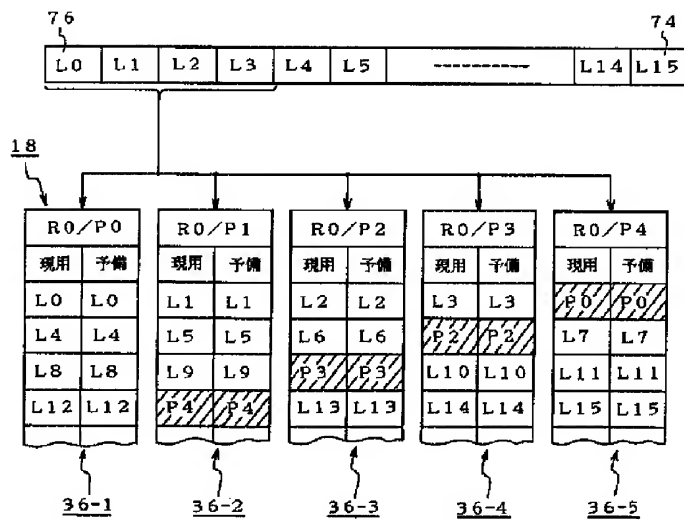 76 74
L0 L1 L2 L3 L4 L5 L14 L15
18
R0/P0 R0/P1 R0/P2 R0/P3 R0/P4
現用 予備 現用 予備 現用 予備 現用 予備 現用 予備
L0 L0 L1 L1 L2 L2 L3 L3 P0 P0
L4 L4 L5 L5 L6 L6 P2 P2 L7 L7
L8 L8 L9 L9 P3 P3 L10 L10 L11 L11
L12 L12 P4 P4 L13 L13 L14 L14 L15 L15
36-1 36-2 36-3 36-4 36-5